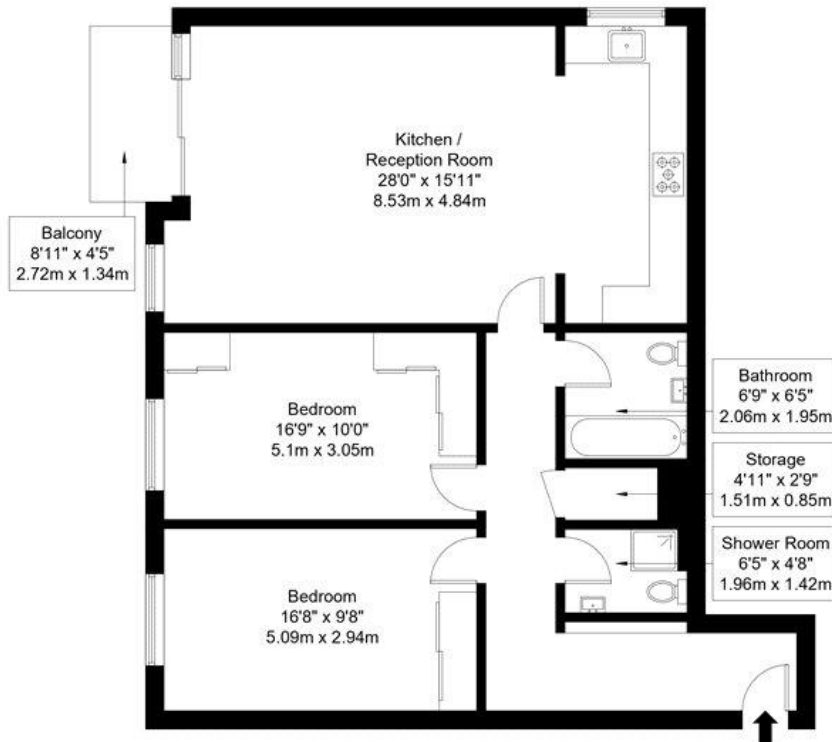 Kitchen /
Reception Room
28'0" x 15'11"
8.53m x 4.84m
Balcony
8'11" x 4'5"
2.72m x 1.34m
Bedroom
16'9" x 10'0"
5.1m x 3.05m
Bathroom
6'9" x 6'5"
2.06m x 1.95m
Storage
4'11" x 2'9"
1.51m x 0.85m
Shower Room
6'5" x 4'8"
1.96m x 1.42m
Bedroom
16'8" x 9'8"
5.09m x 2.94m